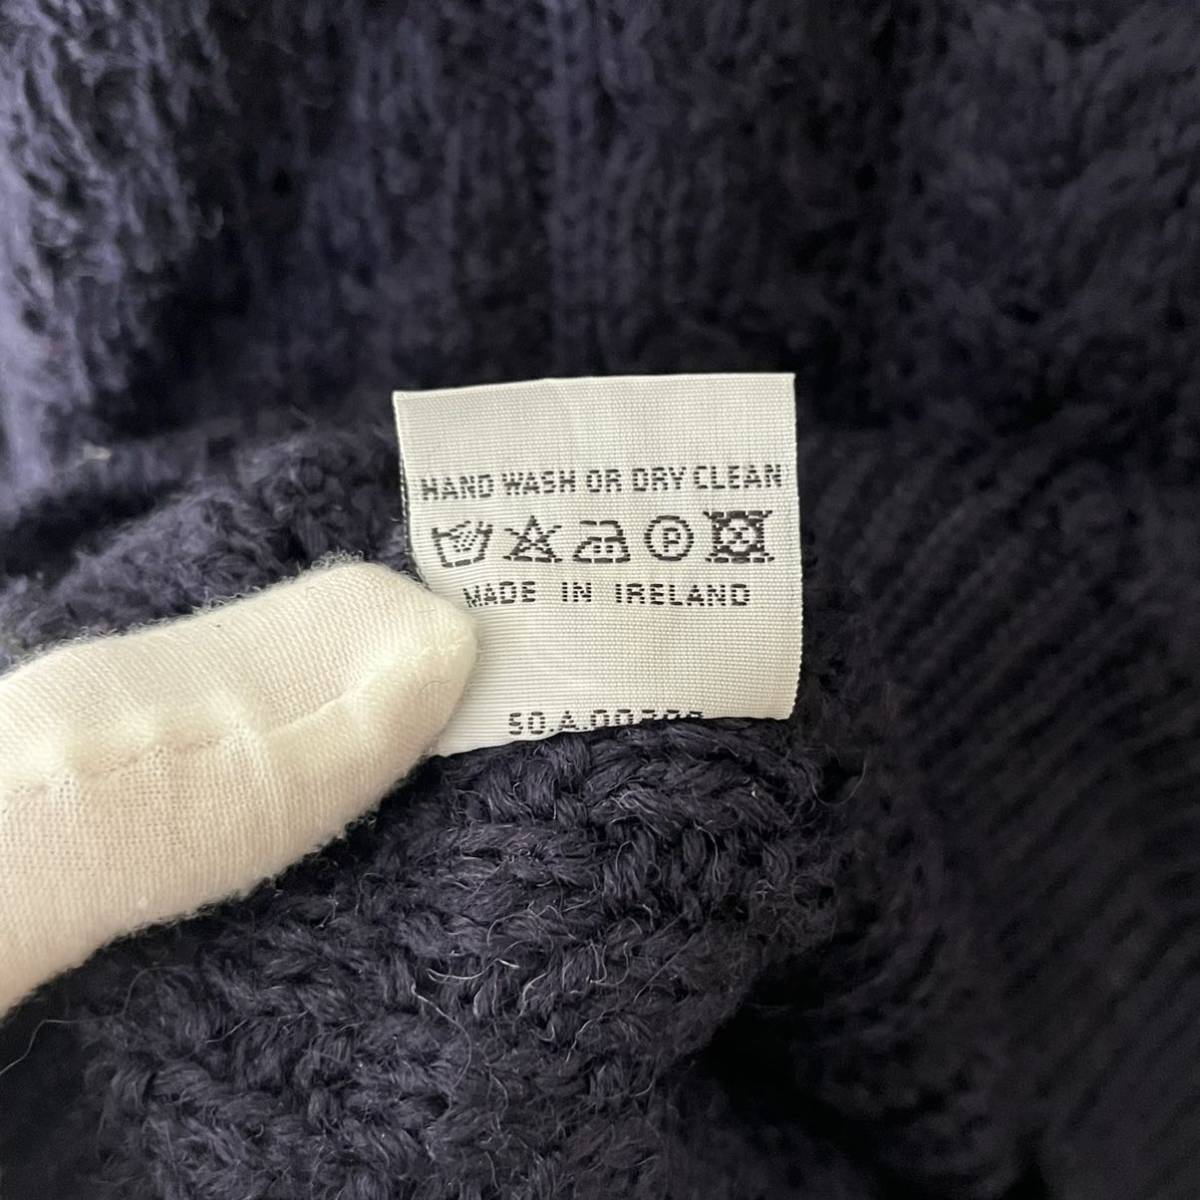 HAND WASH OR DRY CLEAN
P
MADE IN IRELAND